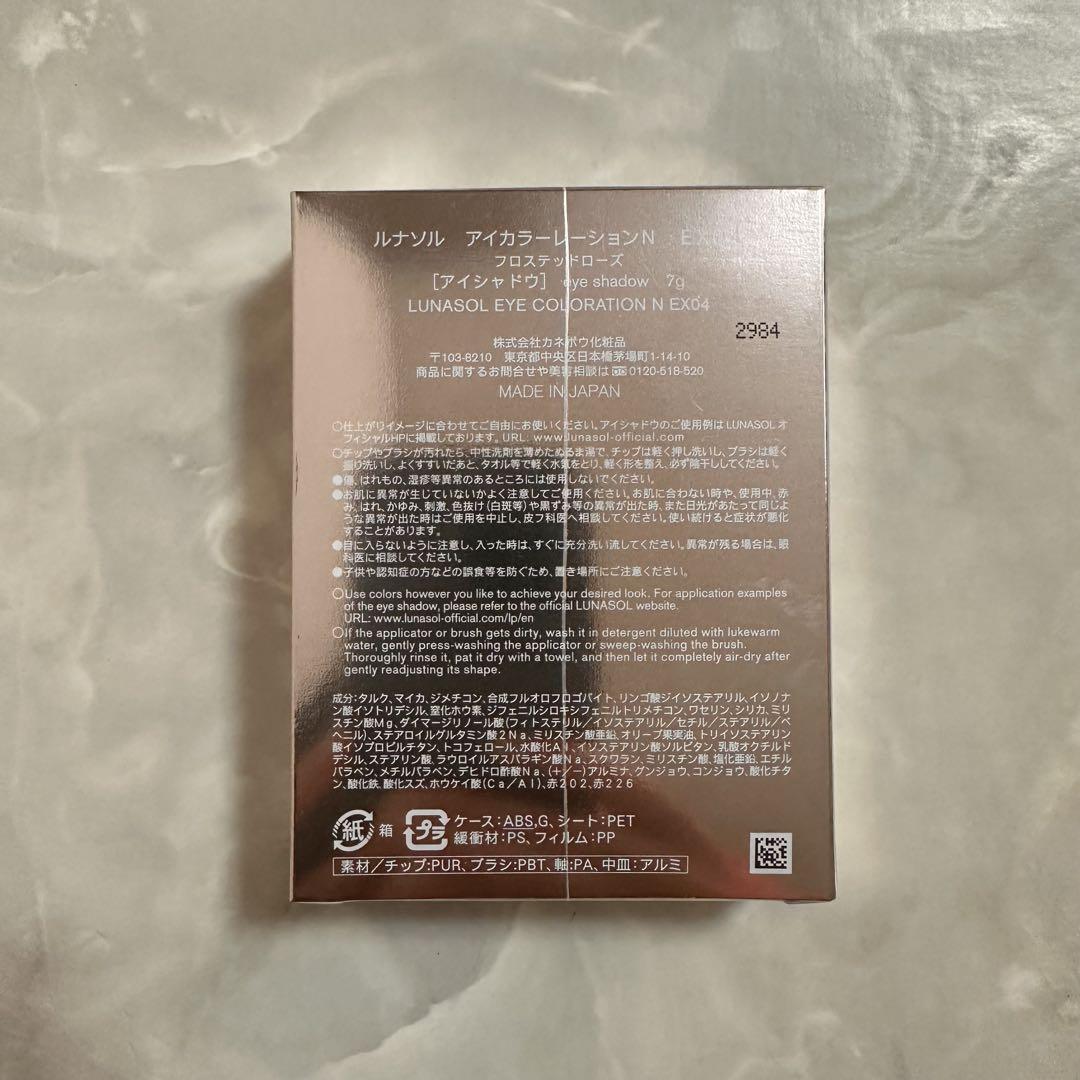 ルナソル　アイカラーレーションN　EX
フロステッドローズ
［アイシャドウ］ eye shadow　7g
LUNASOL EYE COLORATION N EX04
2984
株式会社カネボウ化粧品
〒103-8210　東京都中央区日本橋茅場町1-14-10
商品に関するお問合せや美容相談は 0120-518-520
MADE IN JAPAN
○仕上がりイメージに合わせてご自由にお使いください。アイシャドウのご使用例は LUNASOL オ
フィシャルHPに掲載しております。URL: www.lunasol-official.com
○チップやブラシが汚れたら、中性洗剤を薄めたぬるま湯で、チップは軽く押し洗いし、ブラシは軽く
振り洗いし、よくすすいだあと、タオル等で軽く水気をとり、軽く形を整え、必ず陰干ししてください。
●傷、はれもの、湿疹等異常のあるところには使用しないでください。
●お肌に異常が生じていないかよく注意してご使用ください。お肌に合わない時や、使用中、赤
み、はれ、かゆみ、刺激、色抜け（白斑等）や黒ずみ等の異常が出た時、また日光があたって同じよ
うな異常が出た時はご使用を中止し、皮フ科医へ相談してください。使い続けると症状が悪化
することがあります。
●目に入らないように注意し、入った時は、すぐに充分洗い流してください。異常が残る場合は、眼
科医に相談してください。
●子供や認知症の方などの誤食等を防ぐため、置き場所にご注意ください。
○Use colors however you like to achieve your desired look. For application examples
of the eye shadow, please refer to the official LUNASOL website.
URL: www.lunasol-official.com/lp/en
○If the applicator or brush gets dirty, wash it in detergent diluted with lukewarm
water, gently press-washing the applicator or sweep-washing the brush.
Thoroughly rinse it, pat it dry with a towel, and then let it completely air-dry after
gently readjusting its shape.
成分：タルク、マイカ、ジメチコン、合成フルオロフロゴパイト、リンゴ酸ジイソステアリル、イソノナ
ン酸イソトリデシル、窒化ホウ素、ジフェニルシロキシフェニルトリメチコン、ワセリン、シリカ、ミリ
スチン酸Mg、ダイマージリノール酸（フィトステリル／イソステアリル／セチル／ステアリル／ベ
ヘニル）、ステアロイルグルタミン酸2Na、ミリスチン酸亜鉛、オリーブ果実油、トリイソステアリン
酸イソプロピルチタン、トコフェロール、水酸化Al、イソステアリン酸ソルビタン、乳酸オクチルド
デシル、ステアリン酸、ラウロイルアスパラギン酸Na、スクワラン、ミリスチン酸、塩化亜鉛、エチル
パラベン、メチルパラベン、デヒドロ酢酸Na、（＋／−）アルミナ、グンジョウ、コンジョウ、酸化チタ
ン、酸化鉄、酸化スズ、ホウケイ酸（Ca／Al）、赤202、赤226
紙 箱 プラ ケース：ABS,G、シート：PET
緩衝材：PS、フィルム：PP
素材／チップ：PUR、ブラシ：PBT、軸：PA、中皿：アルミ